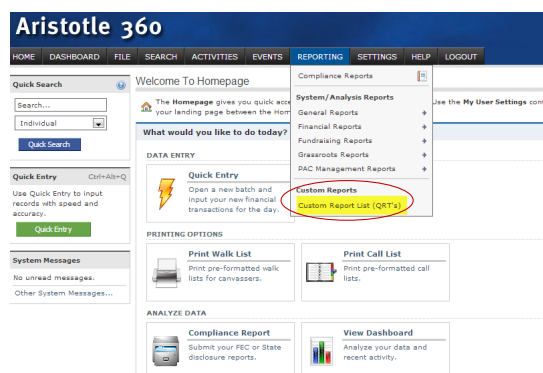 Aristotle 360
HOME DASHBOARD FILE SEARCH ACTIVITIES EVENTS REPORTING SETTINGS HELP LOGOUT
Quick Search
Search...
Individual
Quick Search
Quick Entry Ctrl+Alt+Q
Use Quick Entry to input
records with speed and
accuracy.
Quick Entry
System Messages
No unread messages.
Other System Messages...
Welcome To Homepage
The Homepage gives you quick acce
Use the My User Settings cont
your landing page between the Hom
What would you like to do today?
Compliance Reports
System/Analysis Reports
General Reports +
Financial Reports +
Fundraising Reports +
Grassroots Reports +
PAC Management Reports +
Custom Reports
Custom Report List (QRT's)
DATA ENTRY
Quick Entry
Open a new batch and
input your new financial
transactions for the day.
PRINTING OPTIONS
Print Walk List
Print pre-formatted walk
lists for canvassers.
Print Call List
Print pre-formatted call
lists.
ANALYZE DATA
Compliance Report
Submit your FEC or State
disclosure reports.
View Dashboard
Analyze your data and
recent activity.